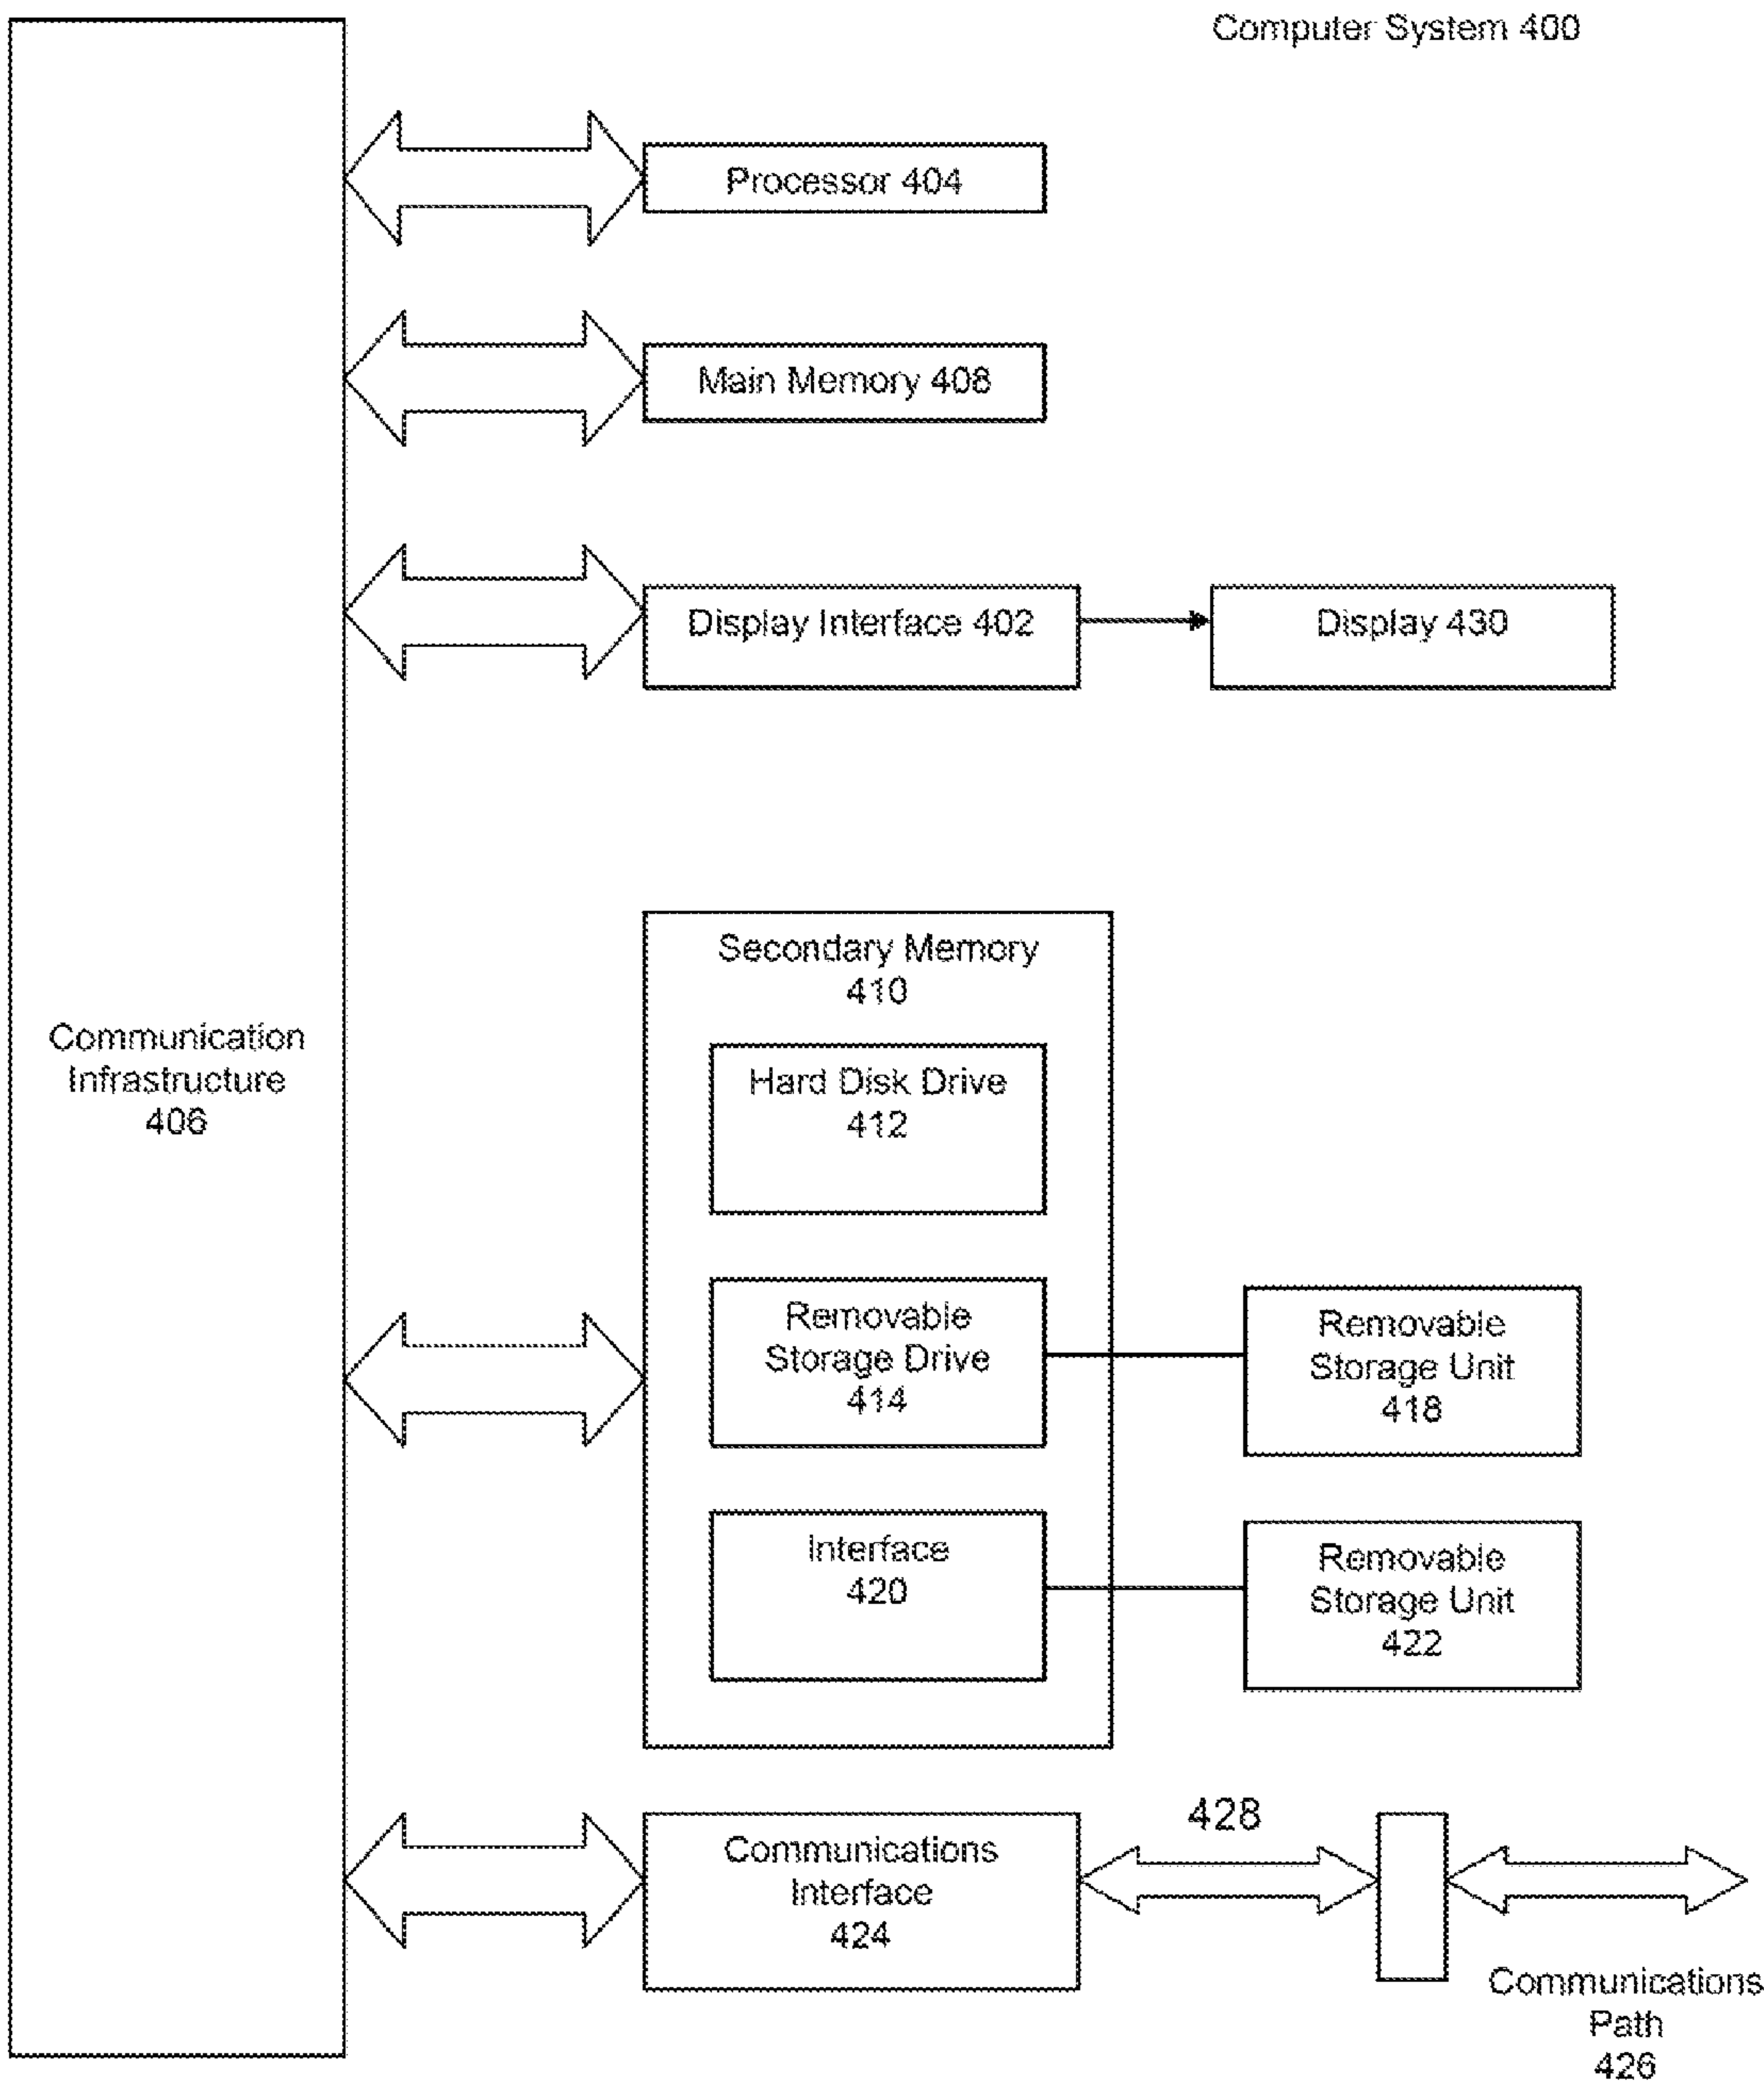 Computer System 400
Processor 404
Main Memory 408
Display Interface 402
Display 430
Secondary Memory
410
Hard Disk Drive
412
Communication
Infrastructure
406
Removable
Storage Drive
414
Removable
Storage Unit
418
Interface
420
Removable
Storage Unit
422
428
Communications
Interface
424
Communications
Path
426